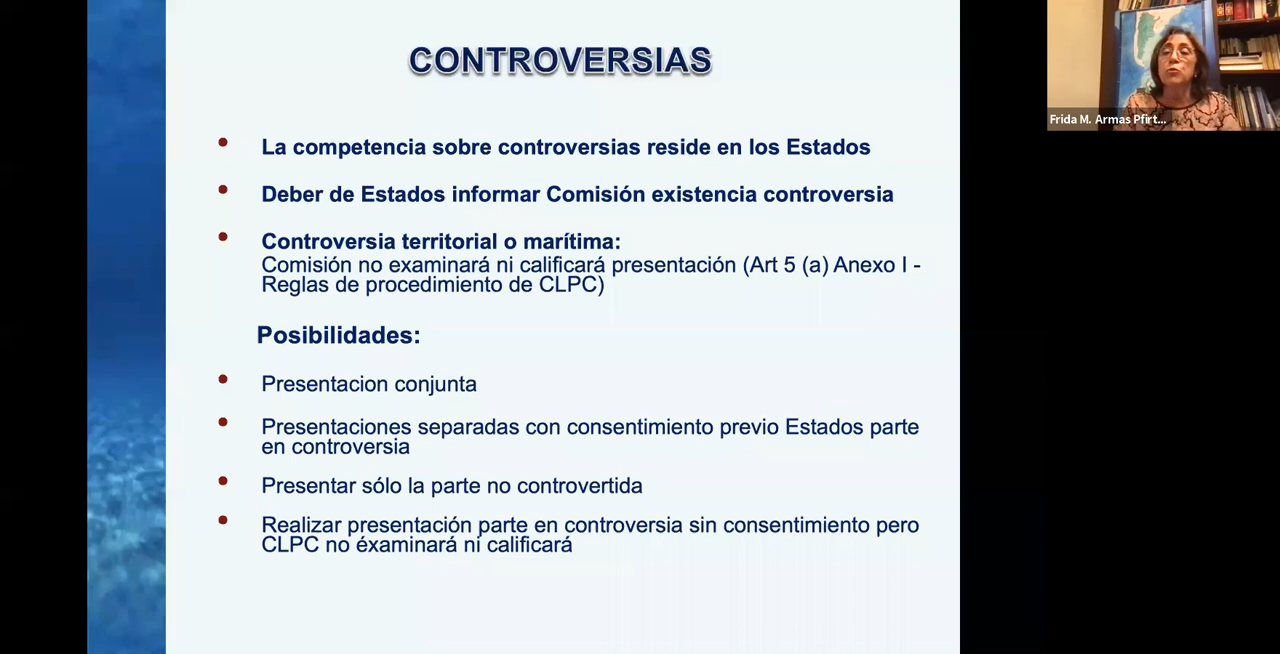 CONTROVERSIAS
• La competencia sobre controversias reside en los Estados
• Deber de Estados informar Comisión existencia controversia
• Controversia territorial o marítima:
Comisión no examinará ni calificará presentación (Art 5 (a) Anexo I -
Reglas de procedimiento de CLPC)
Posibilidades:
• Presentacion conjunta
• Presentaciones separadas con consentimiento previo Estados parte
en controversia
• Presentar sólo la parte no controvertida
• Realizar presentación parte en controversia sin consentimiento pero
CLPC no éxaminará ni calificará
Frida M. Armas Pfirt...